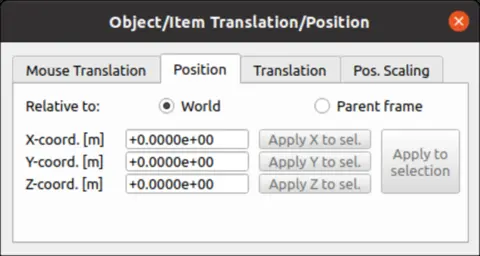 Object/Item Translation/Position
Mouse Translation Position Translation Pos. Scaling
Relative to: World Parent frame
X-coord. [m] +0.0000e+00 Apply X to sel.
Y-coord. [m] +0.0000e+00 Apply Y to sel.
Z-coord. [m] +0.0000e+00 Apply Z to sel.
Apply to
selection